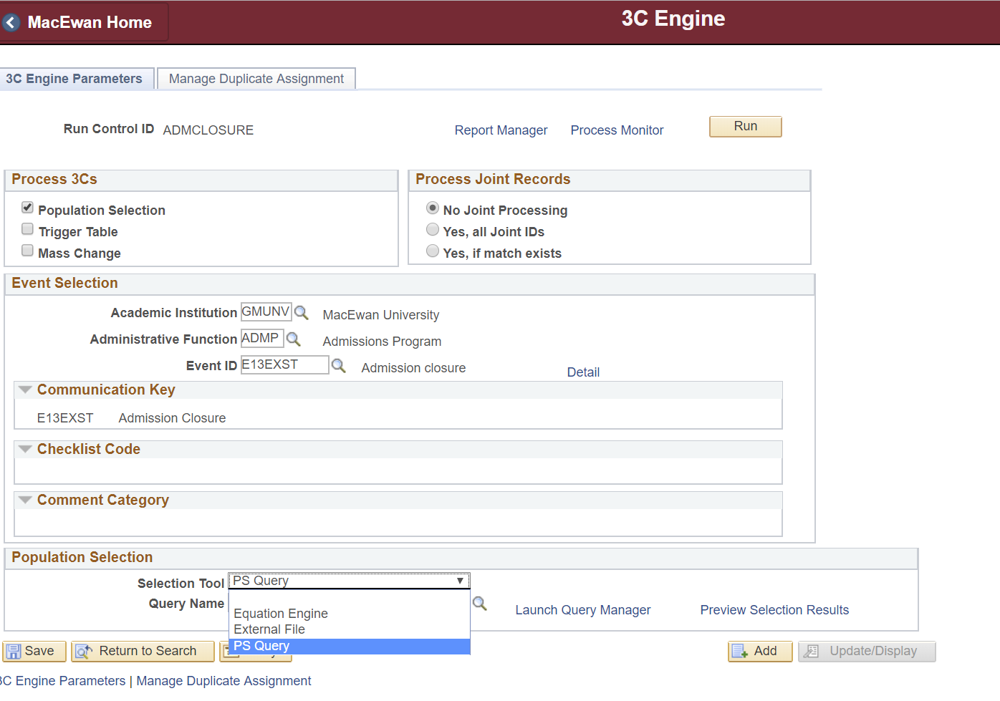 MacEwan Home
3C Engine
3C Engine Parameters
Manage Duplicate Assignment
Run Control ID ADMCLOSURE
Report Manager
Process Monitor
Run
Process 3Cs
Population Selection
Trigger Table
Mass Change
Process Joint Records
No Joint Processing
Yes, all Joint IDs
Yes, if match exists
Event Selection
Academic Institution GMUNV MacEwan University
Administrative Function ADMP Admissions Program
Event ID E13EXST Admission closure
Detail
Communication Key
E13EXST Admission Closure
Checklist Code
Comment Category
Population Selection
Selection Tool PS Query
Query Name
Equation Engine
External File
PS Query
Launch Query Manager
Preview Selection Results
Save
Return to Search
Add
Update/Display
3C Engine Parameters | Manage Duplicate Assignment